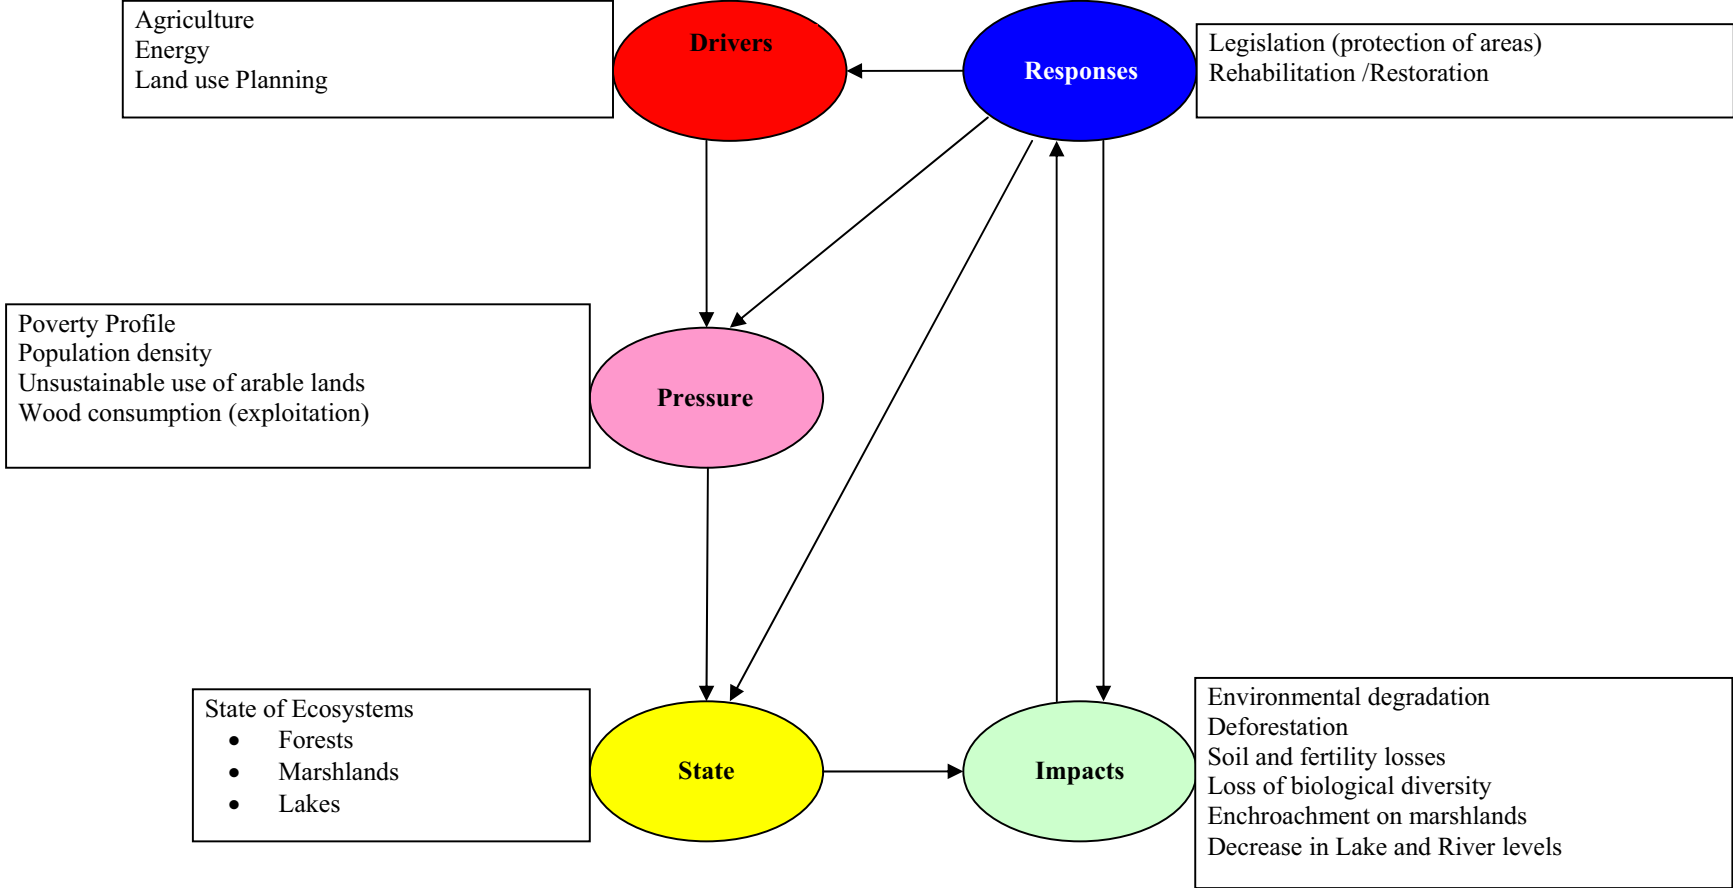 Agriculture
Energy
Land use Planning
Drivers
Responses
Legislation (protection of areas)
Rehabilitation /Restoration
Poverty Profile
Population density
Unsustainable use of arable lands
Wood consumption (exploitation)
Pressure
State of Ecosystems
• Forests
• Marshlands
• Lakes
State
Impacts
Environmental degradation
Deforestation
Soil and fertility losses
Loss of biological diversity
Enchroachment on marshlands
Decrease in Lake and River levels